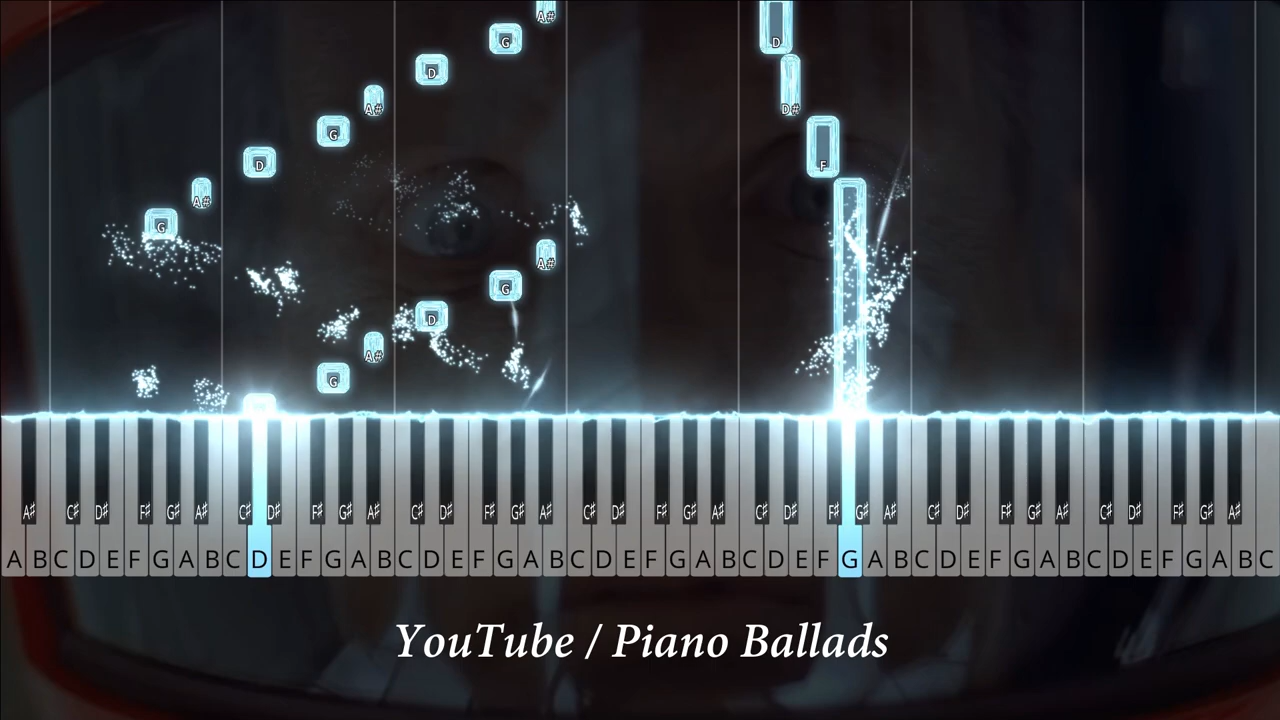 A#
G
D
D
D
A#
D#
G
F
D
A#
G
A#
G
D
A#
G
A♯ C♯ D♯ F♯ G♯ A♯ C♯ D♯ F♯ G♯ A♯ C♯ D♯ F♯ G♯ A♯ C♯ D♯ F♯ G♯ A♯ C♯ D♯ F♯ G♯ A♯ C♯ D♯ F♯ G♯ A♯ C♯ D♯ F♯ G♯ A♯
A B C D E F G A B C D E F G A B C D E F G A B C D E F G A B C D E F G A B C D E F G A B C D E F G A B C
YouTube / Piano Ballads